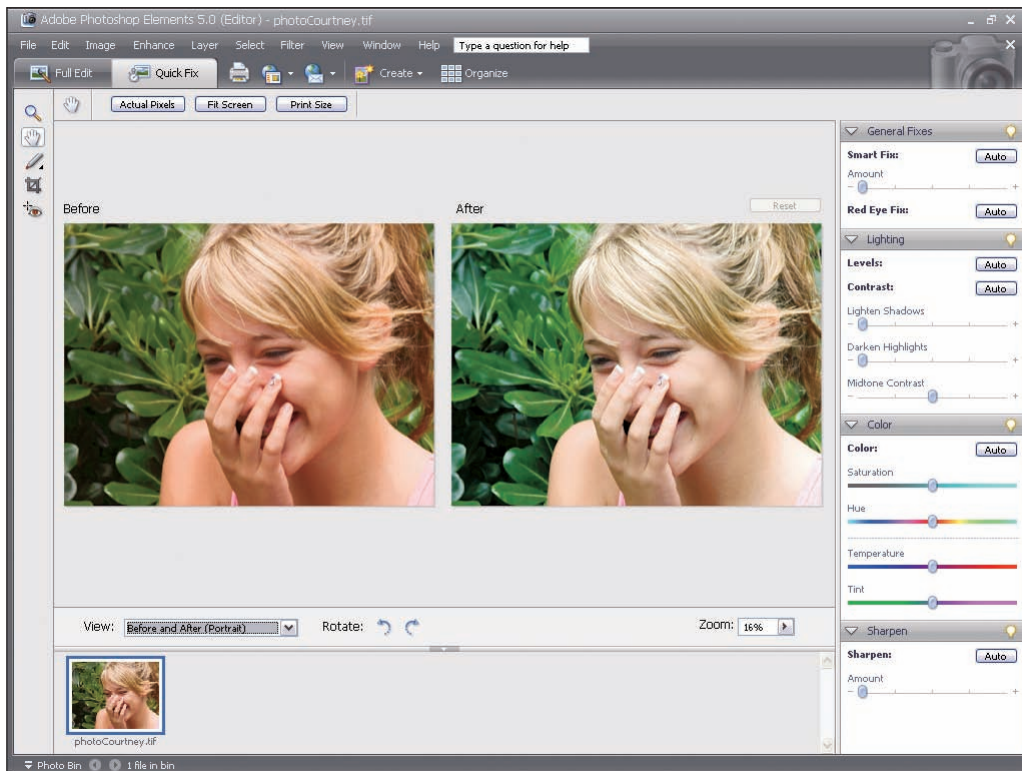 Adobe Photoshop Elements 5.0 (Editor) - photoCourtney.tif
File Edit Image Enhance Layer Select Filter View Window Help Type a question for help
Full Edit Quick Fix Create Organize
Actual Pixels Fit Screen Print Size
Before
After
Reset
View: Before and After (Portrait)
Rotate:
Zoom: 16%
photoCourtney.tif
Photo Bin 1 file in bin
General Fixes
Smart Fix: Auto
Amount
- +
Red Eye Fix: Auto
Lighting
Levels: Auto
Contrast: Auto
Lighten Shadows
- +
Darken Highlights
- +
Midtone Contrast
- +
Color
Color: Auto
Saturation
Hue
Temperature
Tint
Sharpen
Sharpen: Auto
Amount
- +